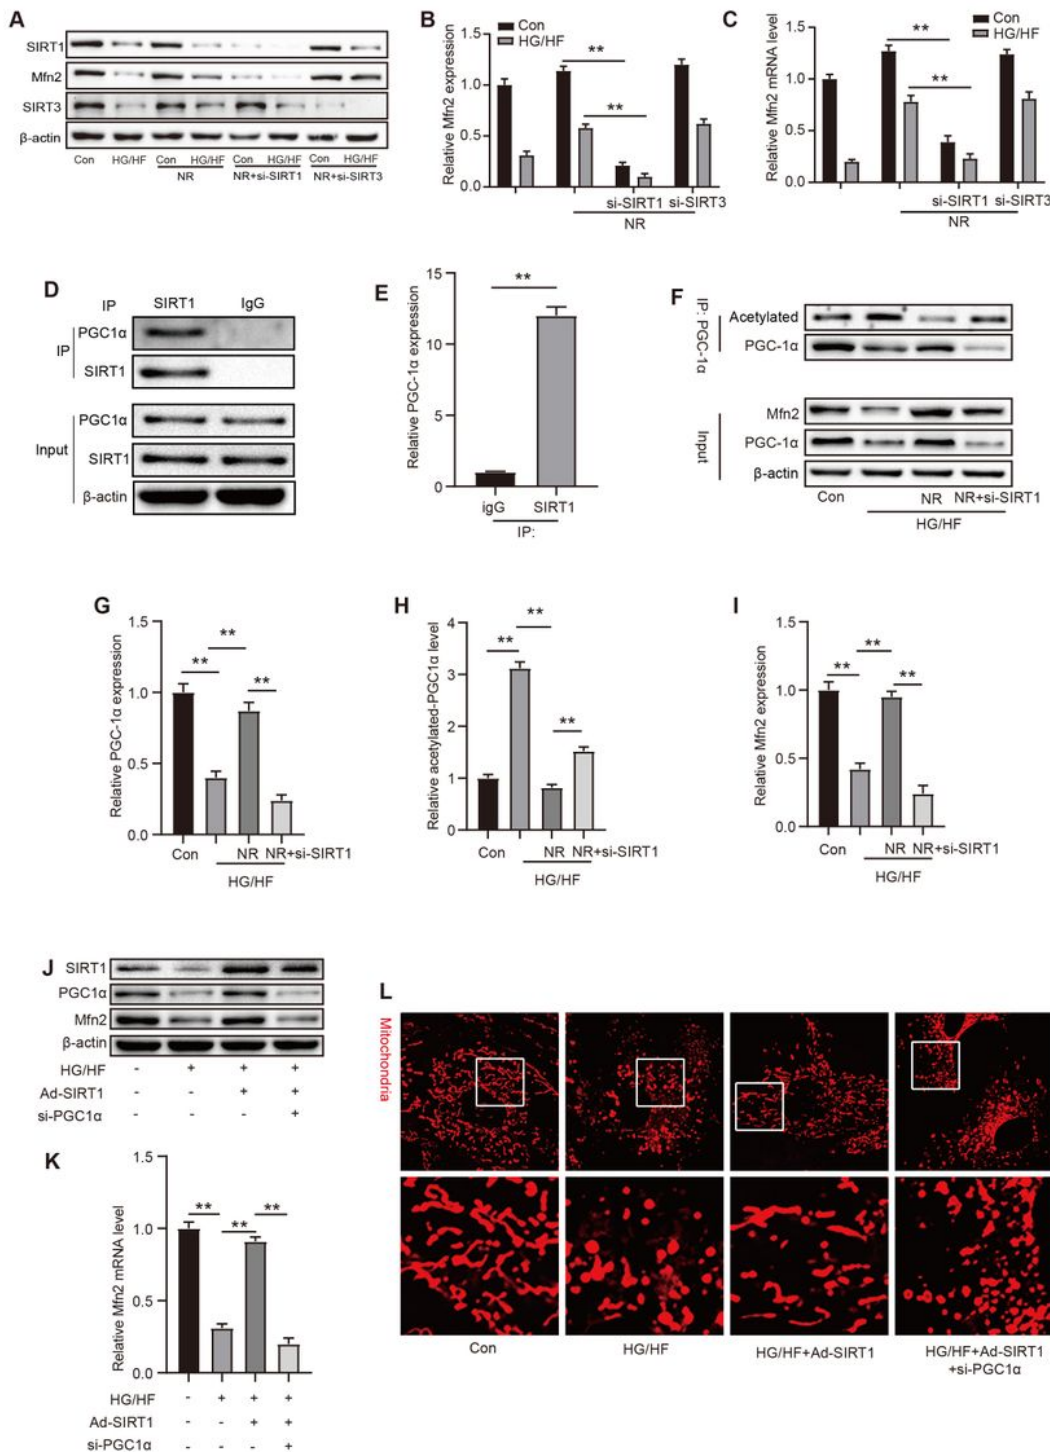 A
SIRT1
Mfn2
SIRT3
β-actin
Con HG/HF Con HG/HF Con HG/HF Con HG/HF
NR NR+si-SIRT1 NR+si-SIRT3
B
Relative Mfn2 expression
1.5
1.0
0.5
0.0
Con
HG/HF
**
**
si-SIRT1 si-SIRT3
NR
C
Relative Mfn2 mRNA level
1.5
1.0
0.5
0.0
Con
HG/HF
**
**
si-SIRT1 si-SIRT3
NR
D
IP SIRT1 IgG
IP
PGC1α
SIRT1
Input
PGC1α
SIRT1
β-actin
E
Relative PGC-1α expression
15
10
5
0
**
igG SIRT1
IP:
F
IP: PGC-1α
Acetylated
PGC-1α
Input
Mfn2
PGC-1α
β-actin
Con NR NR+si-SIRT1
HG/HF
G
Relative PGC-1α expression
1.5
1.0
0.5
0.0
**
**
**
Con NR NR+si-SIRT1
HG/HF
H
Relative acetylated-PGC1α level
4
3
2
1
0
**
**
**
Con NR NR+si-SIRT1
HG/HF
I
Relative Mfn2 expression
1.5
1.0
0.5
0.0
**
**
**
Con NR NR+si-SIRT1
HG/HF
J
SIRT1
PGC1α
Mfn2
β-actin
HG/HF - + + +
Ad-SIRT1 - - + +
si-PGC1α - - - +
K
Relative Mfn2 mRNA level
1.5
1.0
0.5
0.0
**
**
**
HG/HF - + + +
Ad-SIRT1 - - + +
si-PGC1α - - - +
L
Mitochondria
Con HG/HF HG/HF+Ad-SIRT1 HG/HF+Ad-SIRT1
+si-PGC1α